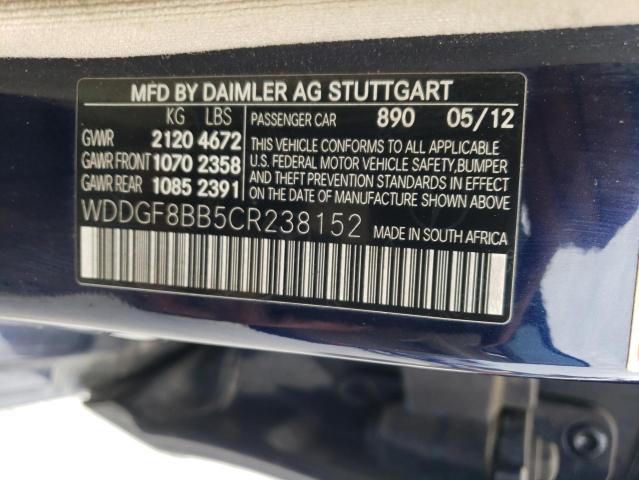 MFD BY DAIMLER AG STUTTGART
KG LBS
GVWR 2120 4672
GAWR FRONT 1070 2358
GAWR REAR 1085 2391
PASSENGER CAR 890 05/12
THIS VEHICLE CONFORMS TO ALL APPLICABLE
U.S. FEDERAL MOTOR VEHICLE SAFETY, BUMPER
AND THEFT PREVENTION STANDARDS IN EFFECT
ON THE DATE OF MANUFACTURE SHOWN ABOVE
WDDGF8BB5CR238152
MADE IN SOUTH AFRICA